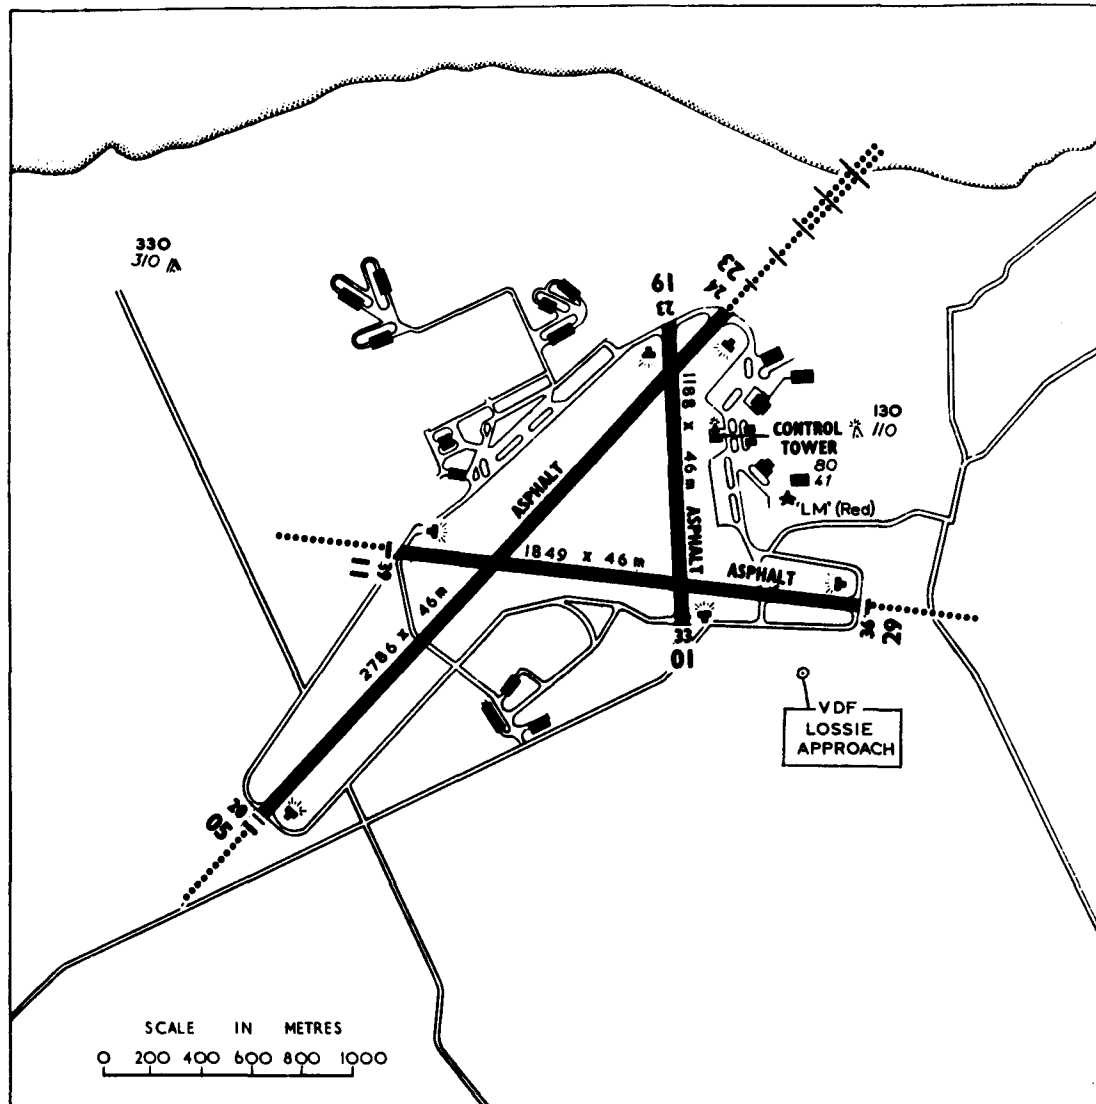 330
310
23
24
19
23
1188 x 46 m ASPHALT
130
110
CONTROL
TOWER
80
41
'LM' (Red)
ASPHALT
2786 x 46 m
1849 x 46 m
ASPHALT
11
39
36
29
33
01
VDF
LOSSIE
APPROACH
05
SCALE IN METRES
0 200 400 600 800 1000